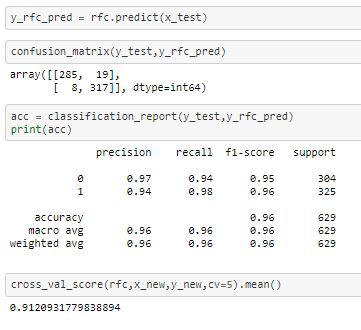 y_rfc_pred = rfc.predict(x_test)
confusion_matrix(y_test,y_rfc_pred)
array([[285,  19],
       [  8, 317]], dtype=int64)
acc = classification_report(y_test,y_rfc_pred)
print(acc)
              precision    recall  f1-score   support
           0       0.97      0.94      0.95       304
           1       0.94      0.98      0.96       325
    accuracy                           0.96       629
   macro avg       0.96      0.96      0.96       629
weighted avg       0.96      0.96      0.96       629
cross_val_score(rfc,x_new,y_new,cv=5).mean()
0.9120931779838894